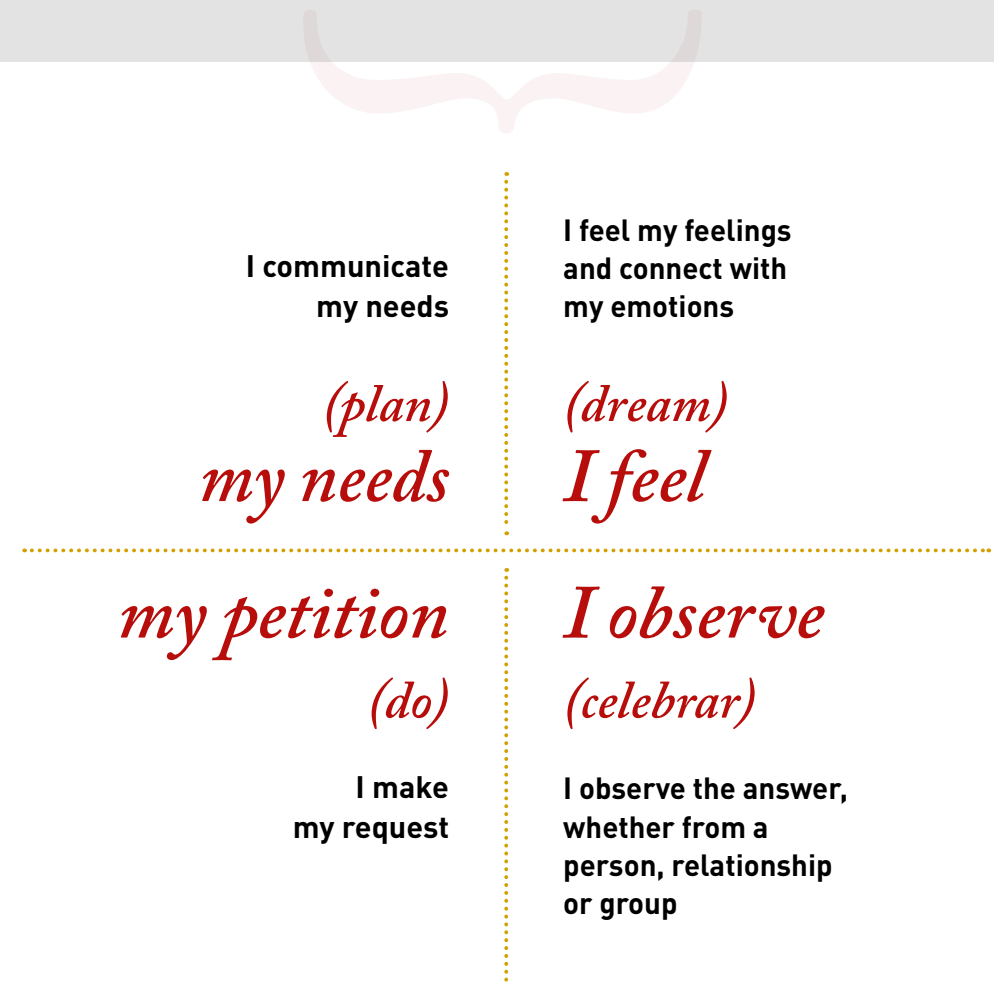 I communicate
my needs
(plan)
my needs
I feel my feelings
and connect with
my emotions
(dream)
I feel
my petition
(do)
I make
my request
I observe
(celebrar)
I observe the answer,
whether from a
person, relationship
or group